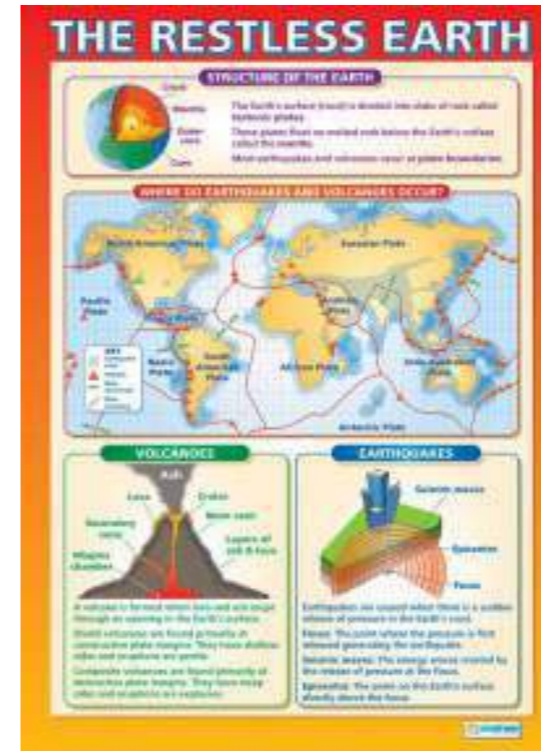 THE RESTLESS EARTH
STRUCTURE OF THE EARTH
Crust
Mantle
Outer core
Core
The Earth's surface (crust) is divided into slabs of rock called
tectonic plates.
These plates float on melted rock below the Earth's surface
called the mantle.
Most earthquakes and volcanoes occur at plate boundaries.
WHERE DO EARTHQUAKES AND VOLCANOES OCCUR?
North American Plate
Eurasian Plate
Pacific
Plate
Arabian
Plate
Nazca
Plate
South
American
Plate
African Plate
Indo-Australian
Plate
Antarctic Plate
KEY
VOLCANOES
Ash
Lava
Crater
Main vent
Secondary
vent
Layers of
ash & lava
Magma
chamber
A volcano is formed when lava and ash erupt
through an opening in the Earth's surface.
Shield volcanoes are found primarily at
constructive plate margins. They have shallow
sides and eruptions are gentle.
Composite volcanoes are found primarily at
destructive plate margins. They have steep
sides and eruptions are explosive.
EARTHQUAKES
Seismic waves
Epicentre
Focus
Earthquakes are caused when there is a sudden
release of pressure in the Earth's crust.
Focus: The point where the pressure is first
released generating the earthquake.
Seismic waves: The energy waves created by
the release of pressure at the focus.
Epicentre: The point on the Earth's surface
directly above the focus.